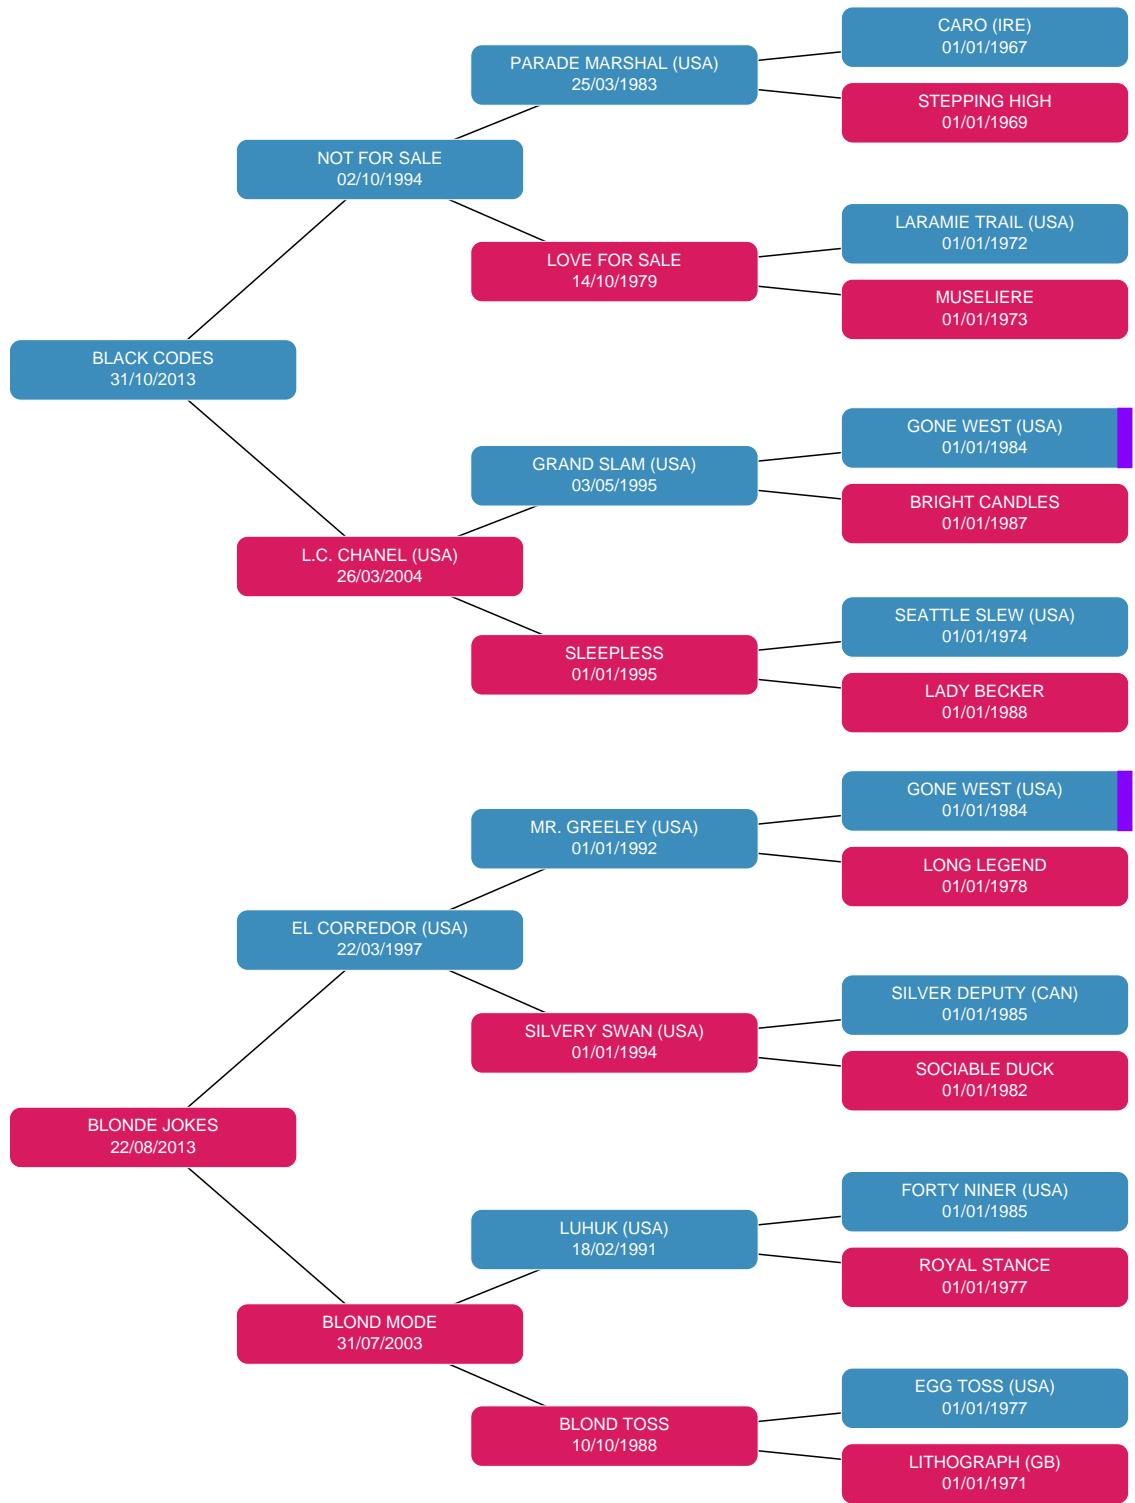 CARO (IRE)
01/01/1967
PARADE MARSHAL (USA)
25/03/1983
STEPPING HIGH
01/01/1969
NOT FOR SALE
02/10/1994
LARAMIE TRAIL (USA)
01/01/1972
LOVE FOR SALE
14/10/1979
MUSELIERE
01/01/1973
BLACK CODES
31/10/2013
GONE WEST (USA)
01/01/1984
GRAND SLAM (USA)
03/05/1995
BRIGHT CANDLES
01/01/1987
L.C. CHANEL (USA)
26/03/2004
SEATTLE SLEW (USA)
01/01/1974
SLEEPLESS
01/01/1995
LADY BECKER
01/01/1988
GONE WEST (USA)
01/01/1984
MR. GREELEY (USA)
01/01/1992
LONG LEGEND
01/01/1978
EL CORREDOR (USA)
22/03/1997
SILVER DEPUTY (CAN)
01/01/1985
SILVERY SWAN (USA)
01/01/1994
SOCIABLE DUCK
01/01/1982
BLONDE JOKES
22/08/2013
FORTY NINER (USA)
01/01/1985
LUHUK (USA)
18/02/1991
ROYAL STANCE
01/01/1977
BLOND MODE
31/07/2003
EGG TOSS (USA)
01/01/1977
BLOND TOSS
10/10/1988
LITHOGRAPH (GB)
01/01/1971